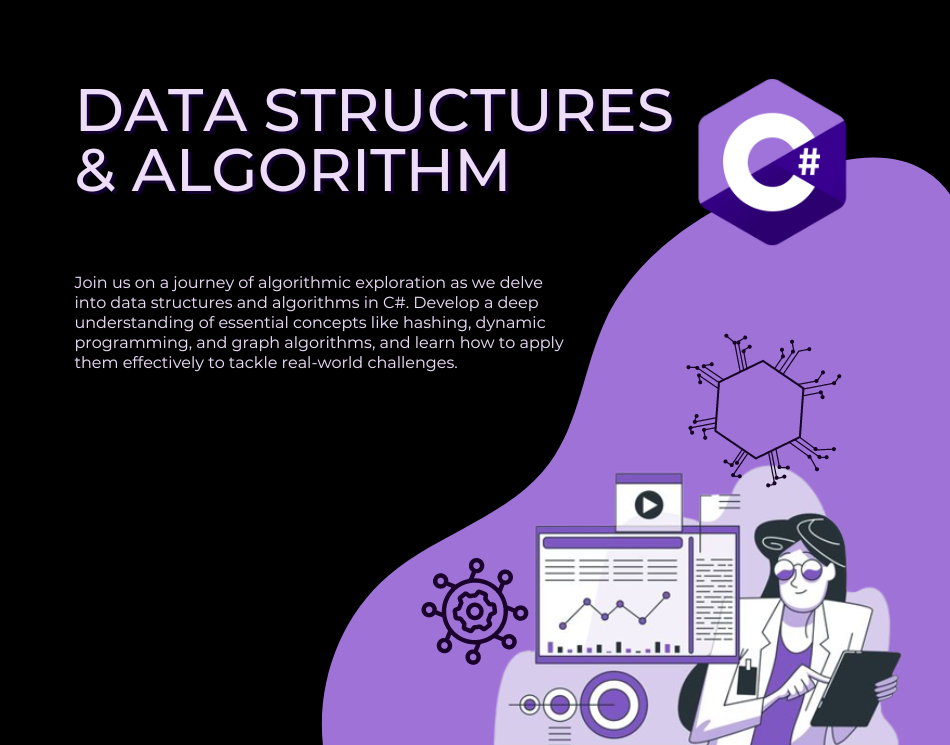 DATA STRUCTURES
& ALGORITHM
C#
Join us on a journey of algorithmic exploration as we delve
into data structures and algorithms in C#. Develop a deep
understanding of essential concepts like hashing, dynamic
programming, and graph algorithms, and learn how to apply
them effectively to tackle real-world challenges.